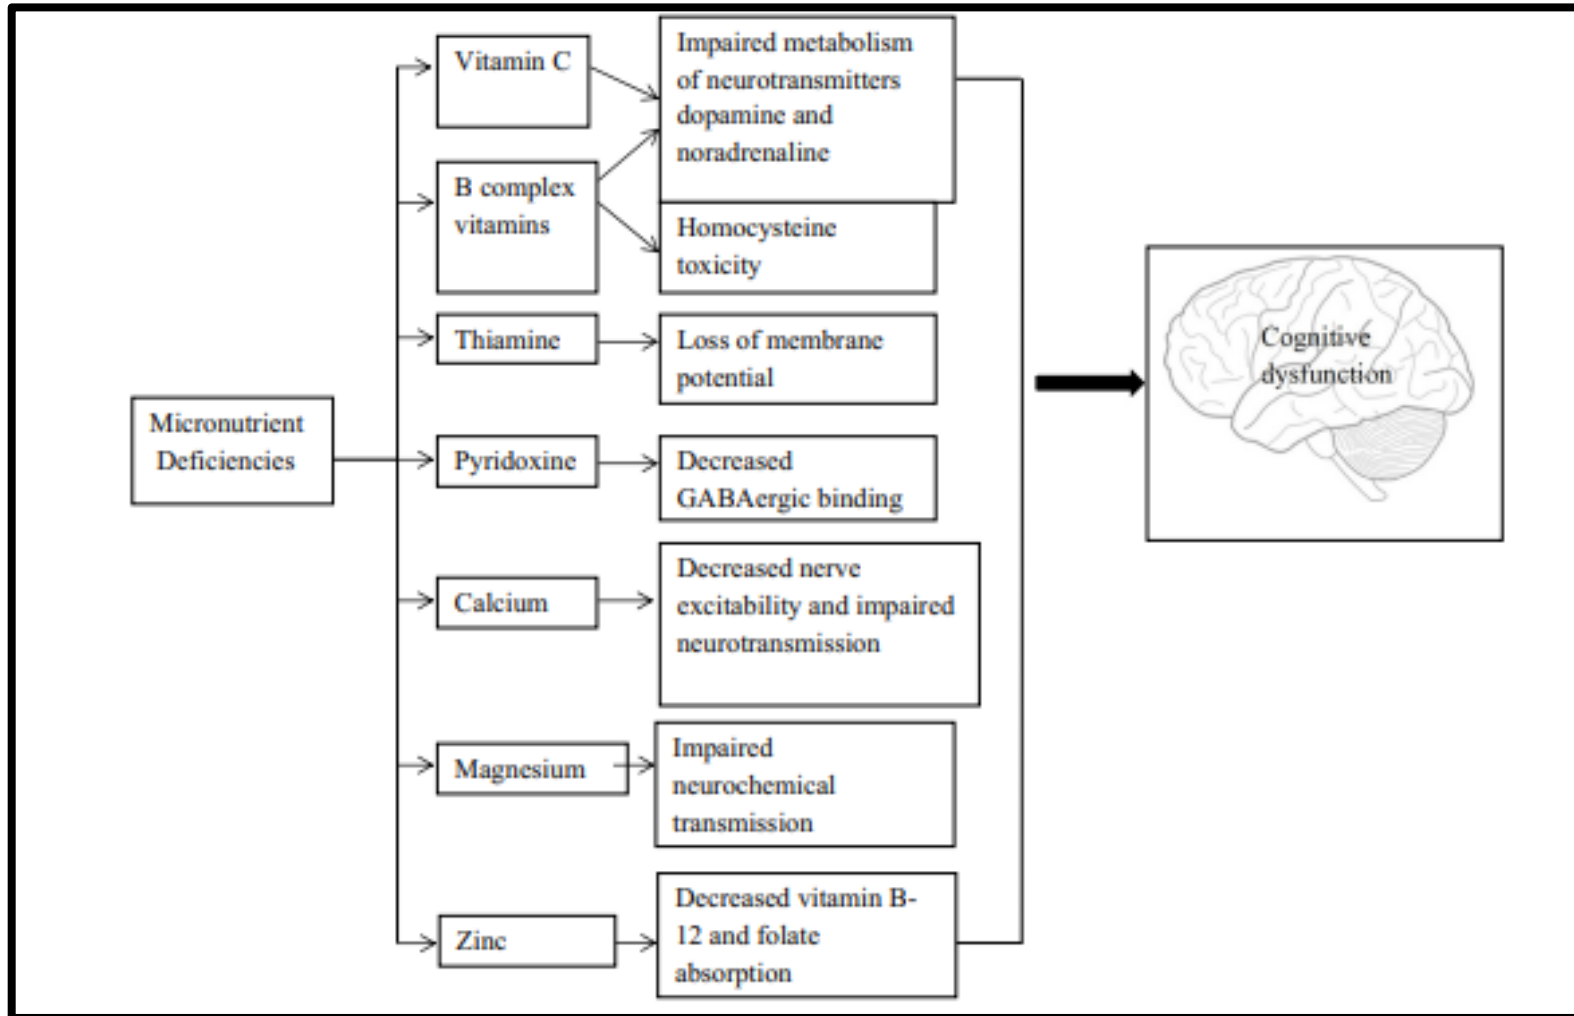 Micronutrient
Deficiencies
Vitamin C
B complex
vitamins
Thiamine
Pyridoxine
Calcium
Magnesium
Zinc
Impaired metabolism
of neurotransmitters
dopamine and
noradrenaline
Homocysteine
toxicity
Loss of membrane
potential
Decreased
GABAergic binding
Decreased nerve
excitability and impaired
neurotransmission
Impaired
neurochemical
transmission
Decreased vitamin B-
12 and folate
absorption
Cognitive
dysfunction